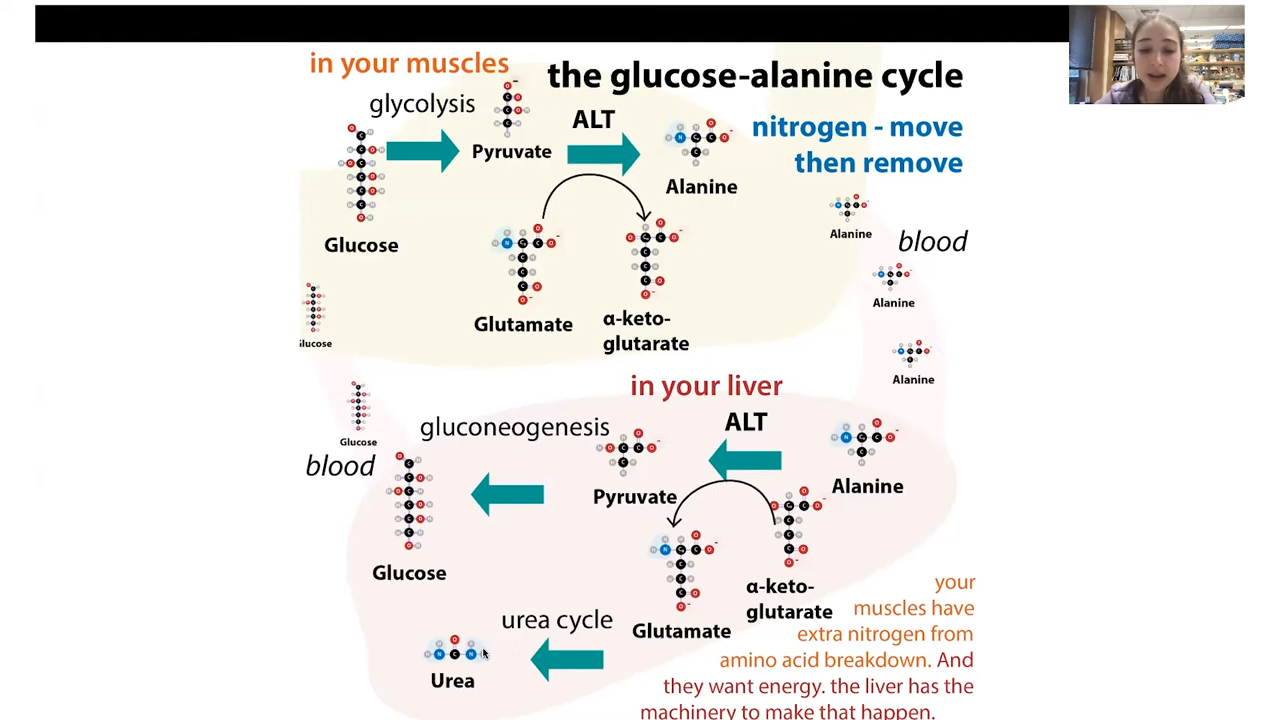 in your muscles
the glucose-alanine cycle
glycolysis
ALT
Pyruvate
nitrogen - move
then remove
Alanine
Glucose
Alanine
blood
Alanine
Glutamate
α-keto-
glutarate
Glucose
Alanine
in your liver
gluconeogenesis
ALT
Glucose
blood
Pyruvate
Alanine
Glucose
α-keto-
glutarate
urea cycle
Glutamate
Urea
your
muscles have
extra nitrogen from
amino acid breakdown. And
they want energy. the liver has the
machinery to make that happen.